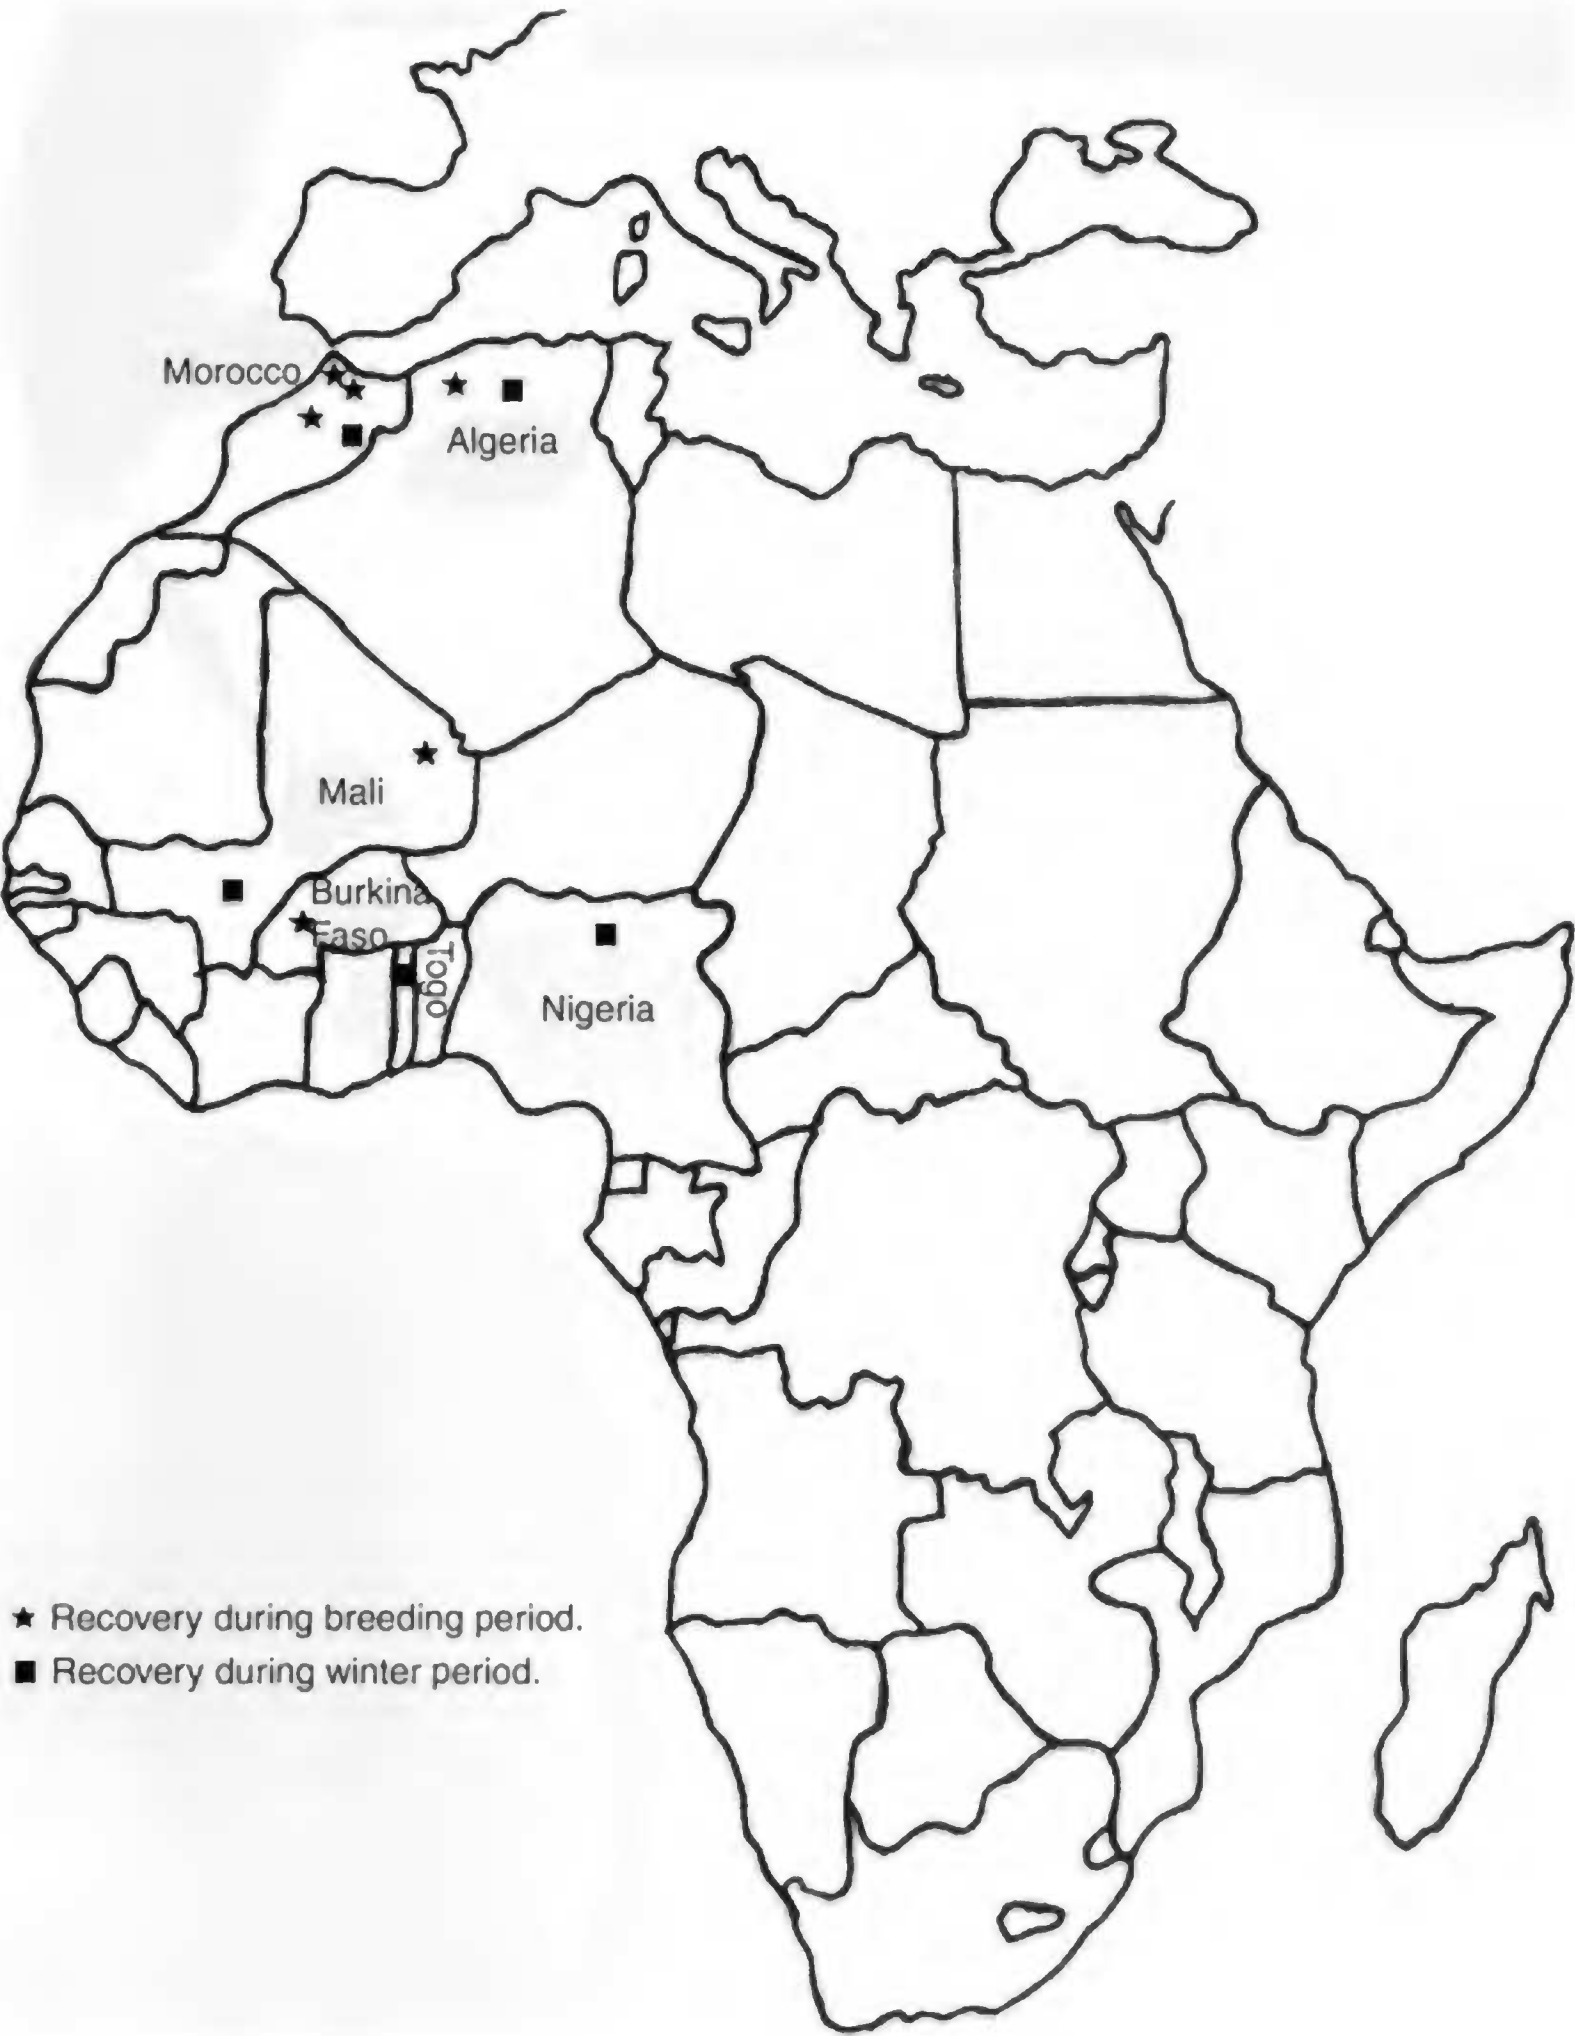 Morocco
Algeria
Mali
Burkina
Faso
Togo
Nigeria
★ Recovery during breeding period.
■ Recovery during winter period.